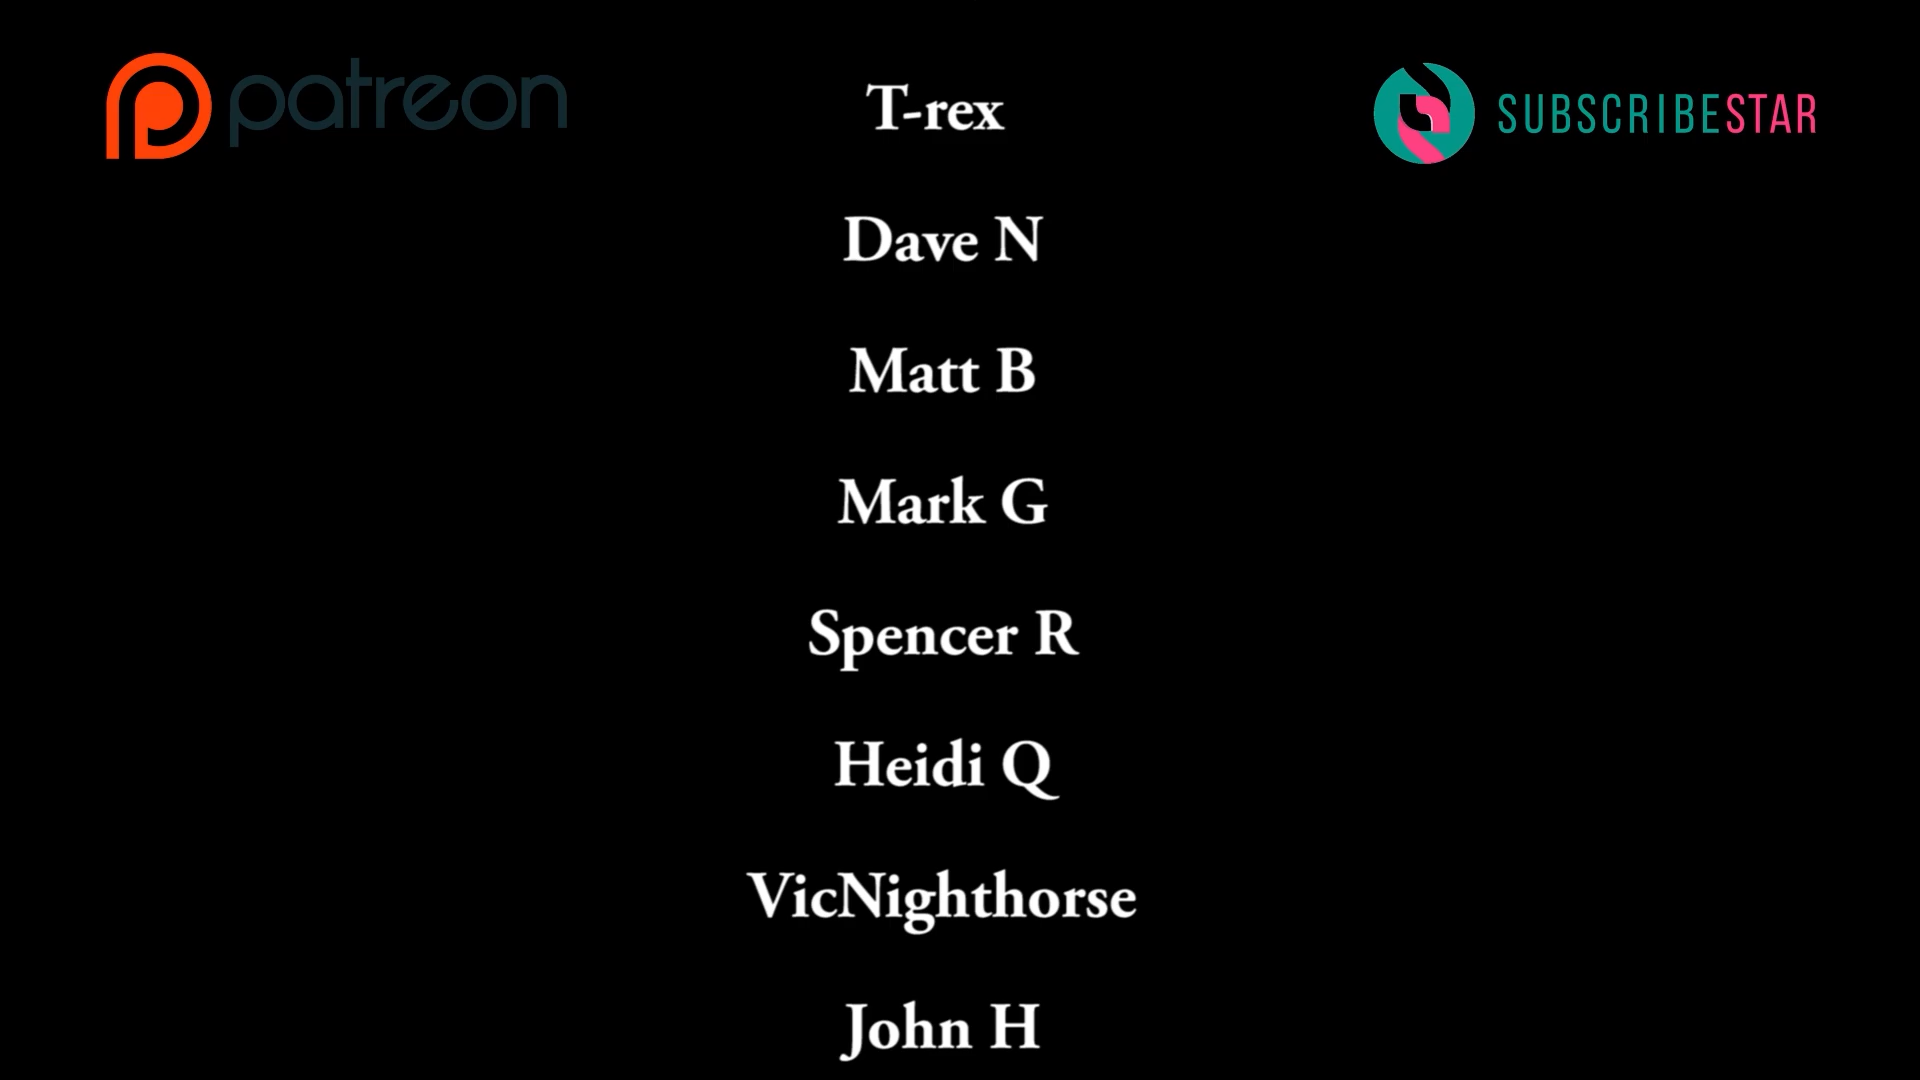 patreon
T-rex
SUBSCRIBESTAR
Dave N
Matt B
Mark G
Spencer R
Heidi Q
VicNighthorse
John H